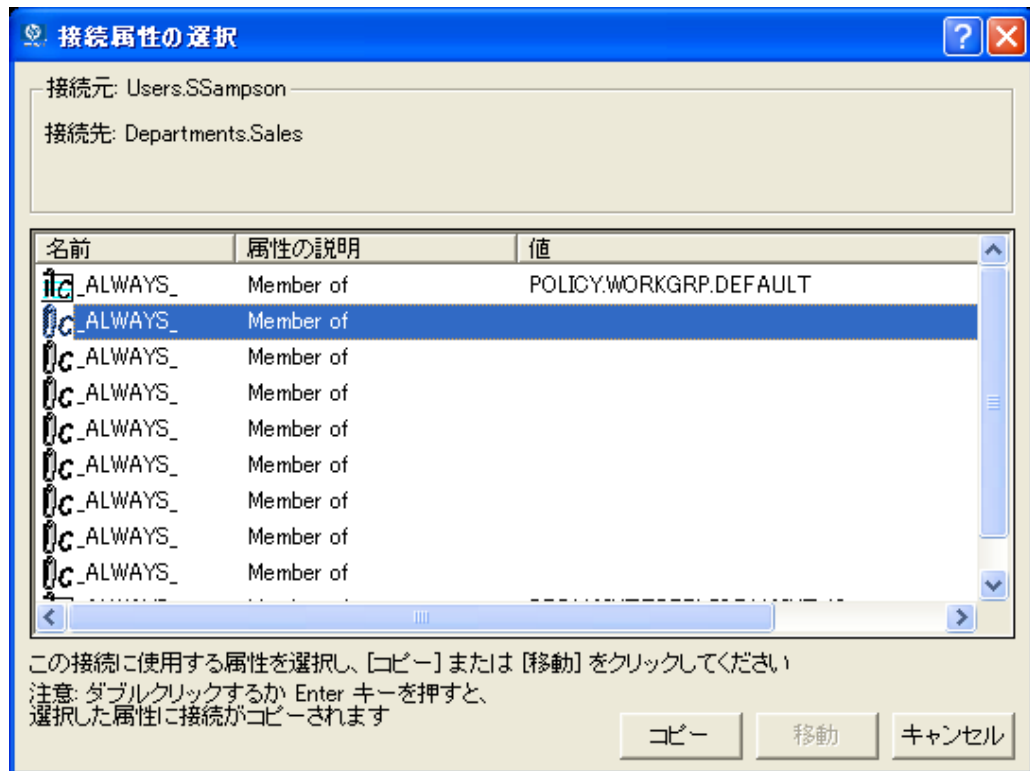 接続属性の選択
接続元: Users.SSampson
接続先: Departments.Sales
名前 属性の説明 値
_ALWAYS_ Member of POLICY.WORKGRP.DEFAULT
_ALWAYS_ Member of
_ALWAYS_ Member of
_ALWAYS_ Member of
_ALWAYS_ Member of
_ALWAYS_ Member of
_ALWAYS_ Member of
_ALWAYS_ Member of
_ALWAYS_ Member of
この接続に使用する属性を選択し、[コピー] または [移動] をクリックしてください
注意: ダブルクリックするか Enter キーを押すと、
選択した属性に接続がコピーされます
コピー 移動 キャンセル